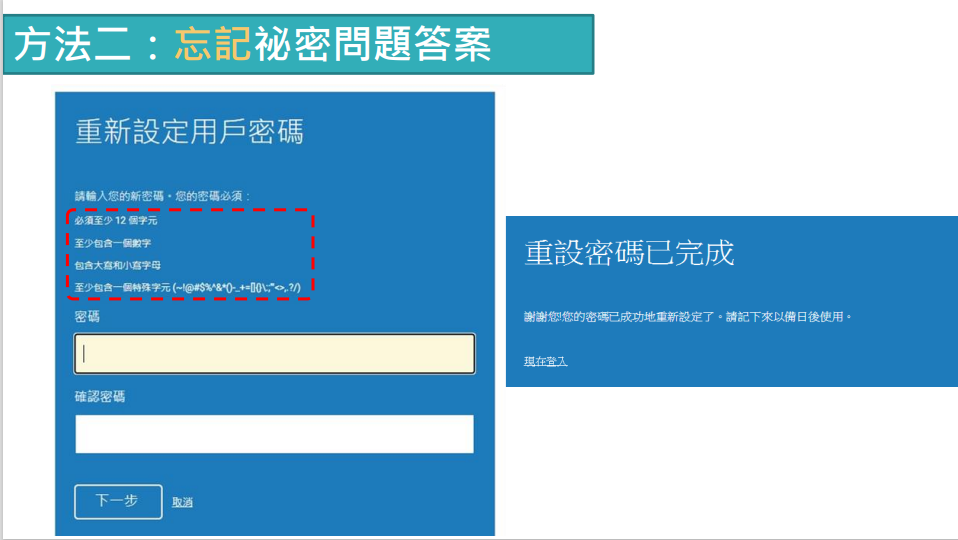 方法二：忘記祕密問題答案
重新設定用戶密碼
請輸入您的新密碼。您的密碼必須：
必須至少 12 個字元
至少包含一個數字
包含大寫和小寫字母
至少包含一個特殊字元 (~!@#$%^&*()-_+=[]{}\:;"'<>,.?/)
密碼
確認密碼
下一步 取消
重設密碼已完成
謝謝您!您的密碼已成功地重新設定了。請記下來以備日後使用。
現在登入